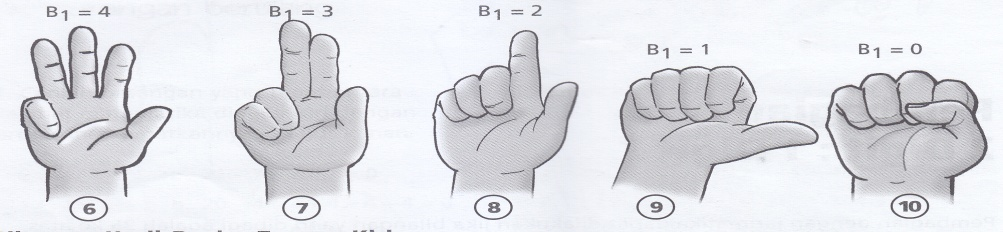 B1 = 4
B1 = 3
B1 = 2
B1 = 1
B1 = 0
6
7
8
9
10